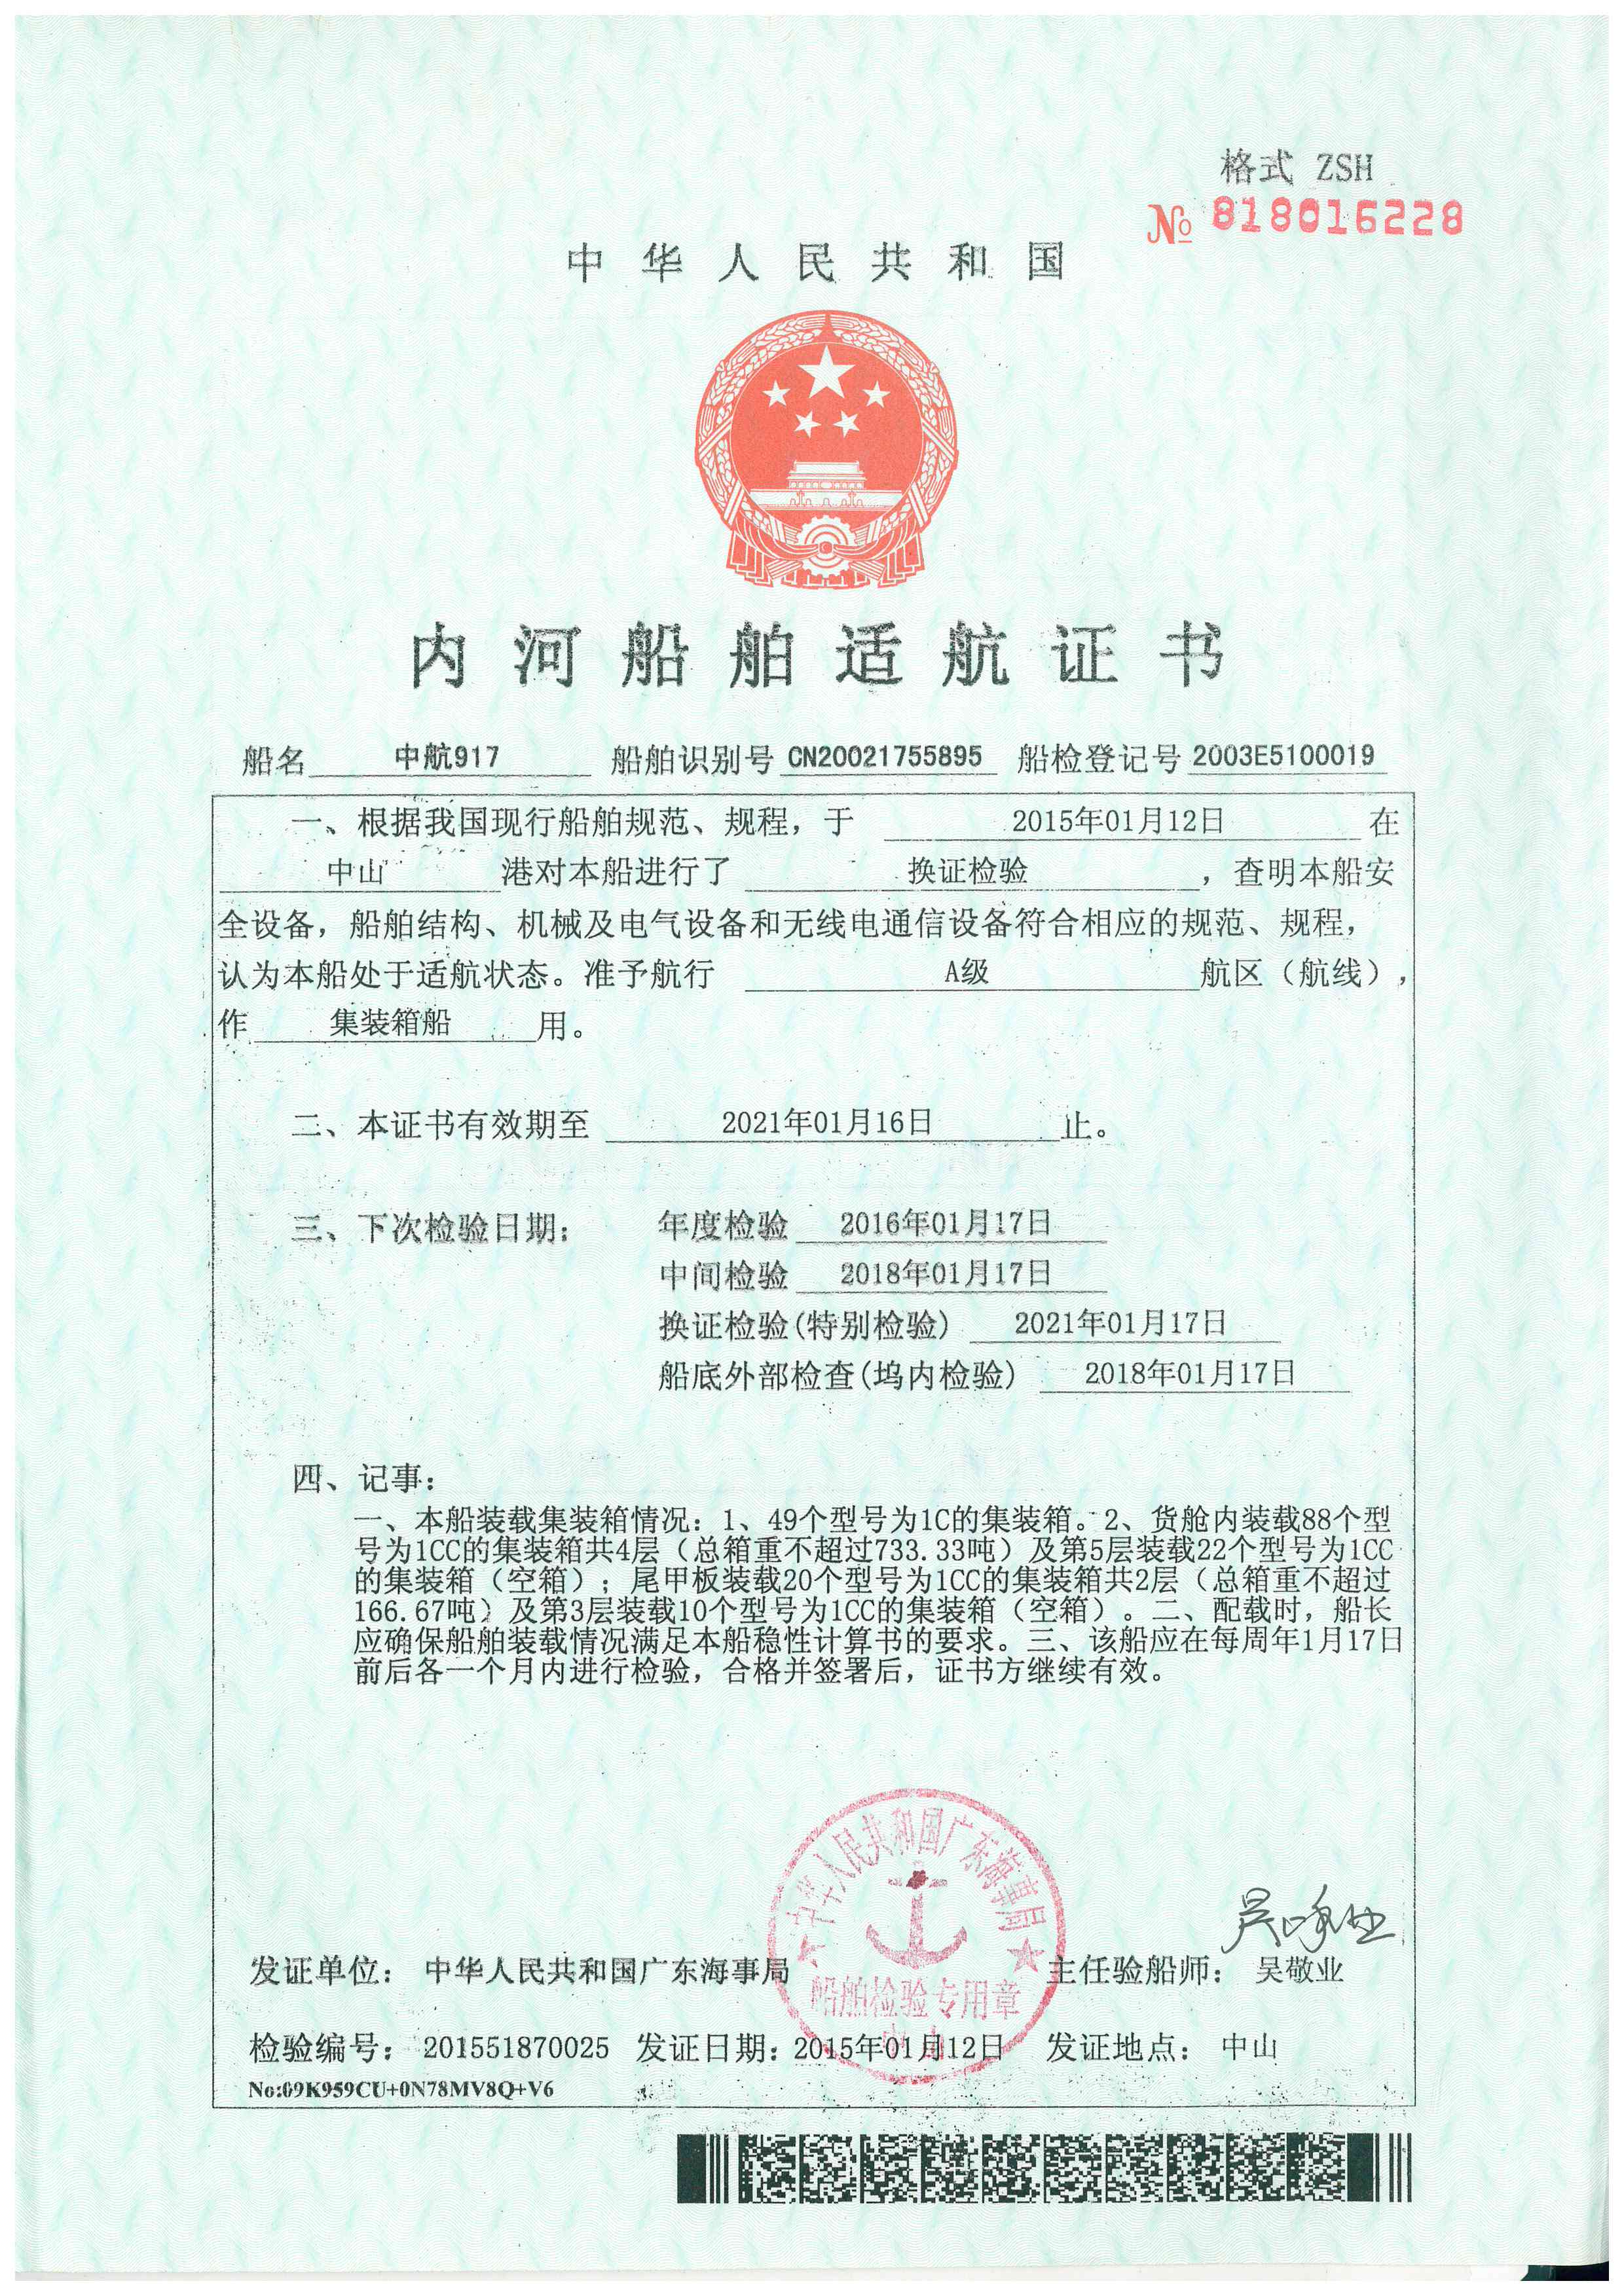 格式 ZSH
№ 818016228
中华人民共和国
内河船舶适航证书
船名 中航917 船舶识别号 CN20021755895 船检登记号 2003E5100019
一、根据我国现行船舶规范、规程，于 2015年01月12日 在
中山 港对本船进行了 换证检验 ，查明本船安
全设备，船舶结构、机械及电气设备和无线电通信设备符合相应的规范、规程，
认为本船处于适航状态。准予航行 A级 航区（航线），
作 集装箱船 用。
二、本证书有效期至 2021年01月16日 止。
三、下次检验日期： 年度检验 2016年01月17日
中间检验 2018年01月17日
换证检验(特别检验) 2021年01月17日
船底外部检查(坞内检验) 2018年01月17日
四、记事：
一、本船装载集装箱情况：1、49个型号为1C的集装箱。2、货舱内装载88个型
号为1CC的集装箱共4层（总箱重不超过733.33吨）及第5层装载22个型号为1CC
的集装箱（空箱）；尾甲板装载20个型号为1CC的集装箱共2层（总箱重不超过
166.67吨）及第3层装载10个型号为1CC的集装箱（空箱）。二、配载时，船长
应确保船舶装载情况满足本船稳性计算书的要求。三、该船应在每周年1月17日
前后各一个月内进行检验，合格并签署后，证书方继续有效。
中华人民共和国广东海事局
船舶检验专用章
发证单位： 中华人民共和国广东海事局 主任验船师： 吴敬业
检验编号： 201551870025 发证日期：2015年01月12日 发证地点： 中山
No:09K959CU+0N78MV8Q+V6